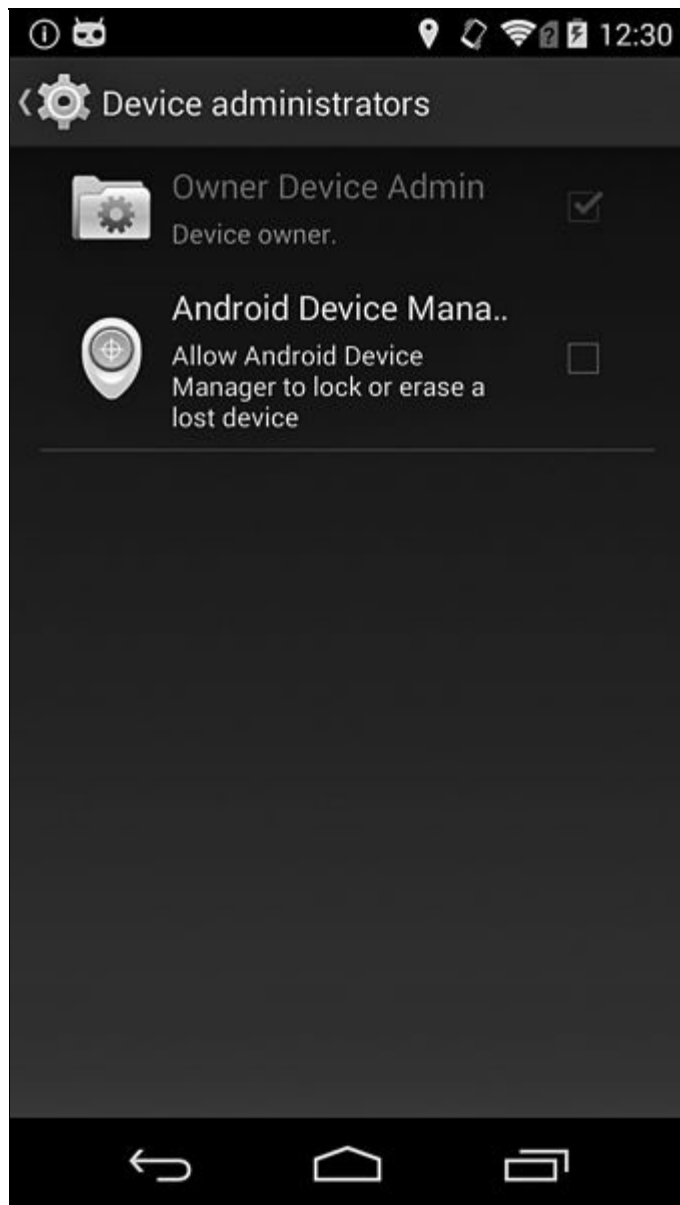 12:30
Device administrators
Owner Device Admin
Device owner.
Android Device Mana..
Allow Android Device
Manager to lock or erase a
lost device